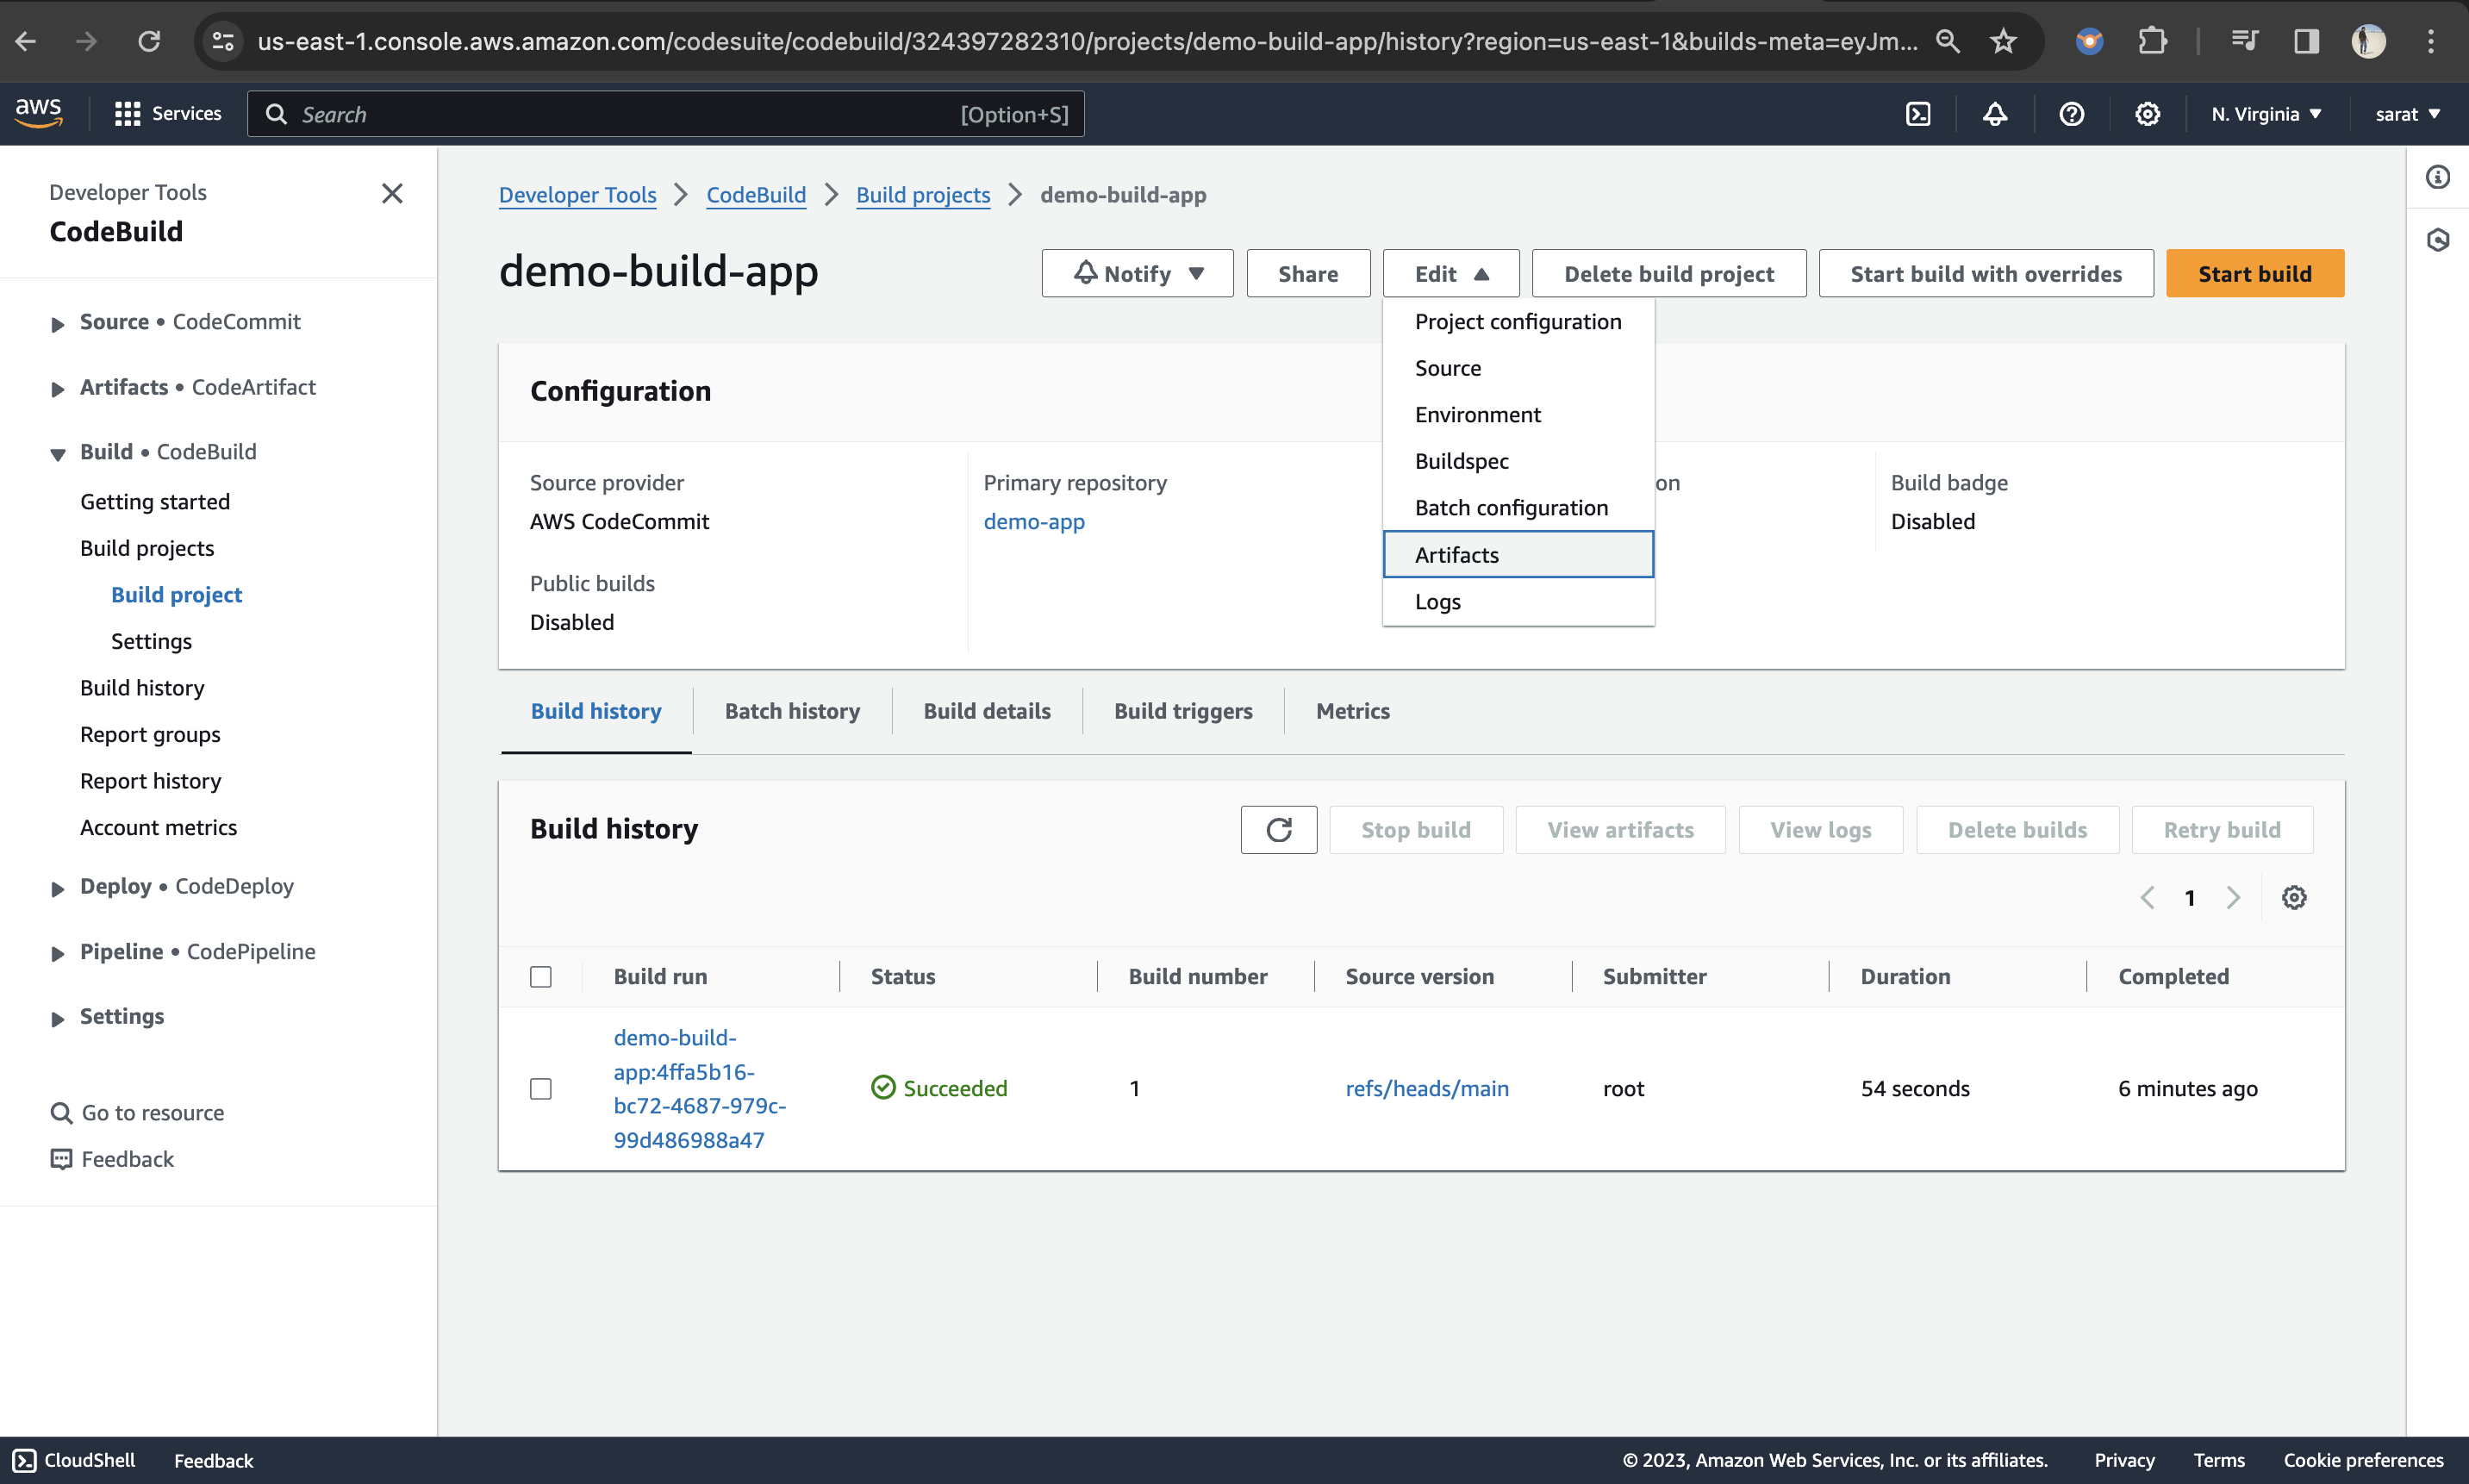 us-east-1.console.aws.amazon.com/codesuite/codebuild/324397282310/projects/demo-build-app/history?region=us-east-1&builds-meta=eyJm...
aws
Services
Search
[Option+S]
N. Virginia
sarat
Developer Tools
CodeBuild
Source • CodeCommit
Artifacts • CodeArtifact
Build • CodeBuild
Getting started
Build projects
Build project
Settings
Build history
Report groups
Report history
Account metrics
Deploy • CodeDeploy
Pipeline • CodePipeline
Settings
Go to resource
Feedback
Developer Tools > CodeBuild > Build projects > demo-build-app
demo-build-app
Notify
Share
Edit
Delete build project
Start build with overrides
Start build
Project configuration
Source
Environment
Buildspec
Batch configuration
Artifacts
Logs
Configuration
Source provider
AWS CodeCommit
Primary repository
demo-app
on
Build badge
Disabled
Public builds
Disabled
Build history
Batch history
Build details
Build triggers
Metrics
Build history
Stop build
View artifacts
View logs
Delete builds
Retry build
1
Build run
Status
Build number
Source version
Submitter
Duration
Completed
demo-build-
app:4ffa5b16-
bc72-4687-979c-
99d486988a47
Succeeded
1
refs/heads/main
root
54 seconds
6 minutes ago
CloudShell
Feedback
© 2023, Amazon Web Services, Inc. or its affiliates.
Privacy
Terms
Cookie preferences